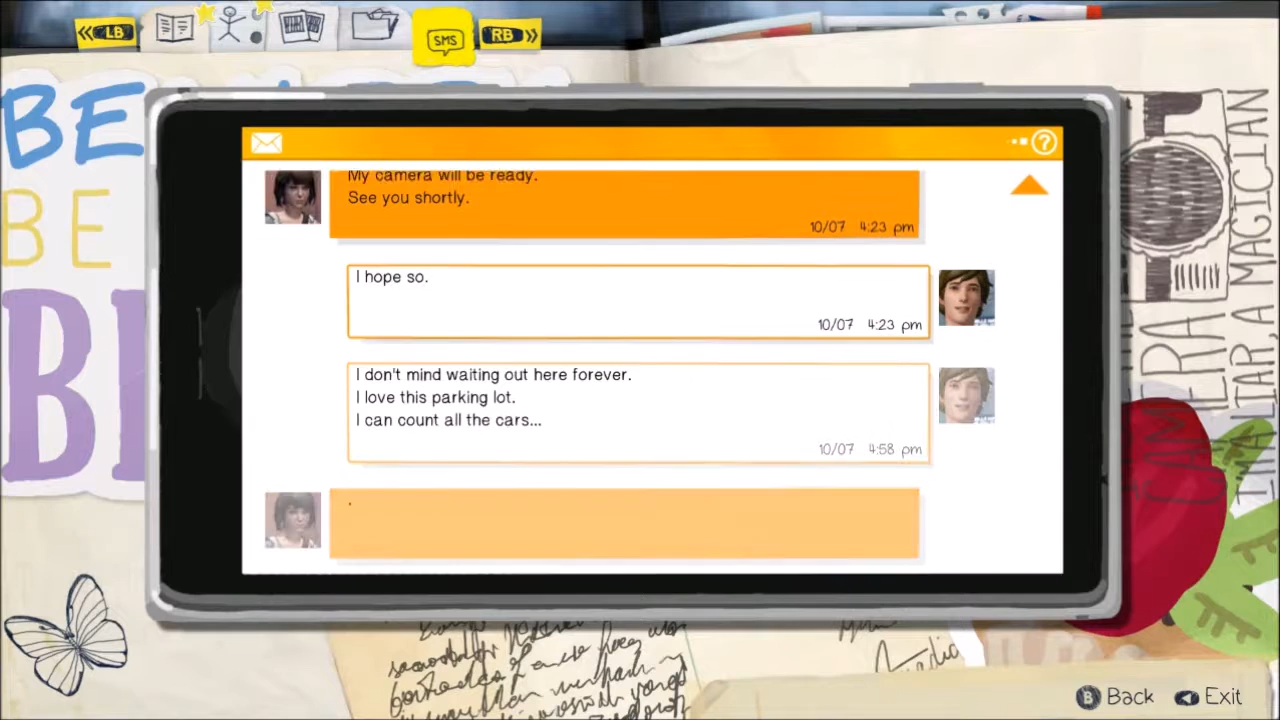 LB
SMS
RB
BE
BE
My camera will be ready.
See you shortly.
10/07 4:23 pm
I hope so.
10/07 4:23 pm
I don't mind waiting out here forever.
I love this parking lot.
I can count all the cars...
10/07 4:58 pm
.
?
A MAGICIAN
B Back
Exit